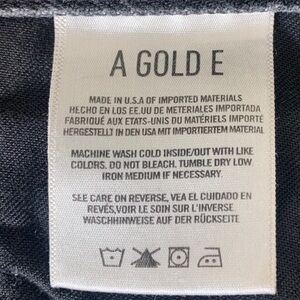 A GOLD E
MADE IN U.S.A OF IMPORTED MATERIALS
HECHO EN LOS EE.UU DE METERIALES IMPORTADA
FABRIQUÉ AUX ETATS-UNIS DU MATÉRIELS IMPORTÉ
HERGESTELLT IN DEN USA MIT IMPORTIERTEM MATERIAL
MACHINE WASH COLD INSIDE/OUT WITH LIKE
COLORS. DO NOT BLEACH. TUMBLE DRY LOW.
IRON MEDIUM IF NECESSARY.
SEE CARE ON REVERSE, VEA EL CUIDADO EN
REVÉS,VOIR LE SOIN SUR L'INVERSE.
WASCHHINWEISE AUF DER RÜCKSEITE